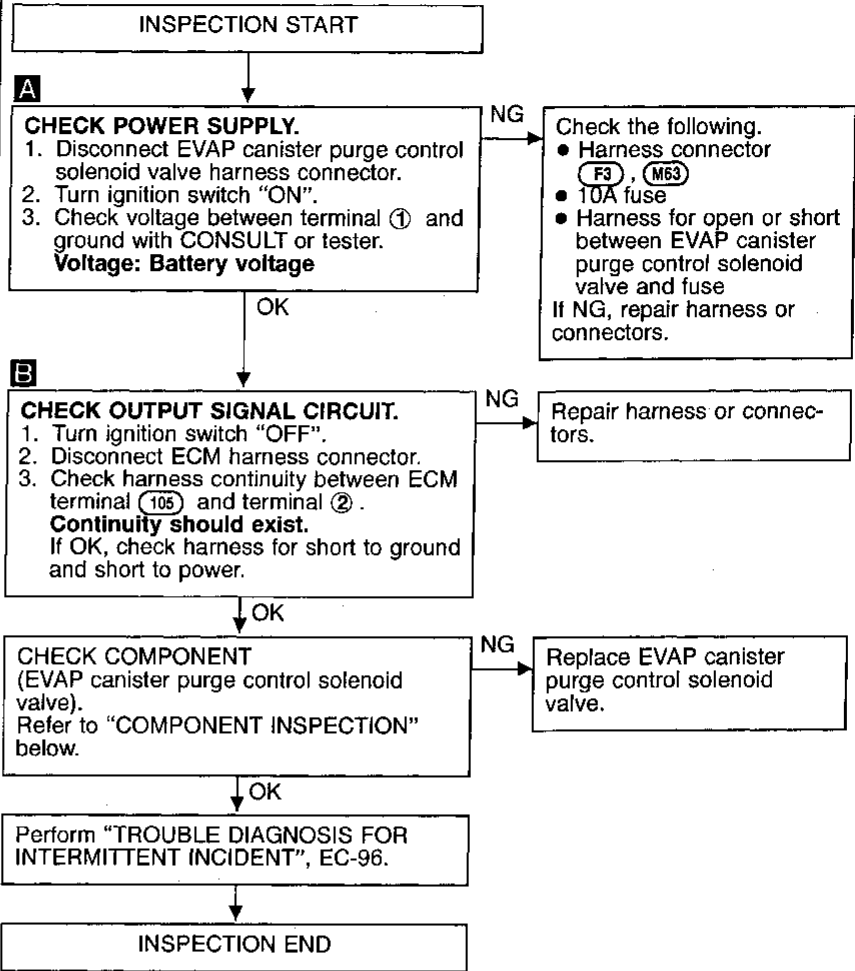 INSPECTION START
A
CHECK POWER SUPPLY.
1. Disconnect EVAP canister purge control
solenoid valve harness connector.
2. Turn ignition switch “ON”.
3. Check voltage between terminal ① and
ground with CONSULT or tester.
Voltage: Battery voltage
NG
Check the following.
● Harness connector
F3 , M63
● 10A fuse
● Harness for open or short
between EVAP canister
purge control solenoid
valve and fuse
If NG, repair harness or
connectors.
OK
B
CHECK OUTPUT SIGNAL CIRCUIT.
1. Turn ignition switch “OFF”.
2. Disconnect ECM harness connector.
3. Check harness continuity between ECM
terminal 105 and terminal ② .
Continuity should exist.
If OK, check harness for short to ground
and short to power.
NG
Repair harness or connec-
tors.
OK
CHECK COMPONENT
(EVAP canister purge control solenoid
valve).
Refer to “COMPONENT INSPECTION”
below.
NG
Replace EVAP canister
purge control solenoid
valve.
OK
Perform “TROUBLE DIAGNOSIS FOR
INTERMITTENT INCIDENT”, EC-96.
INSPECTION END